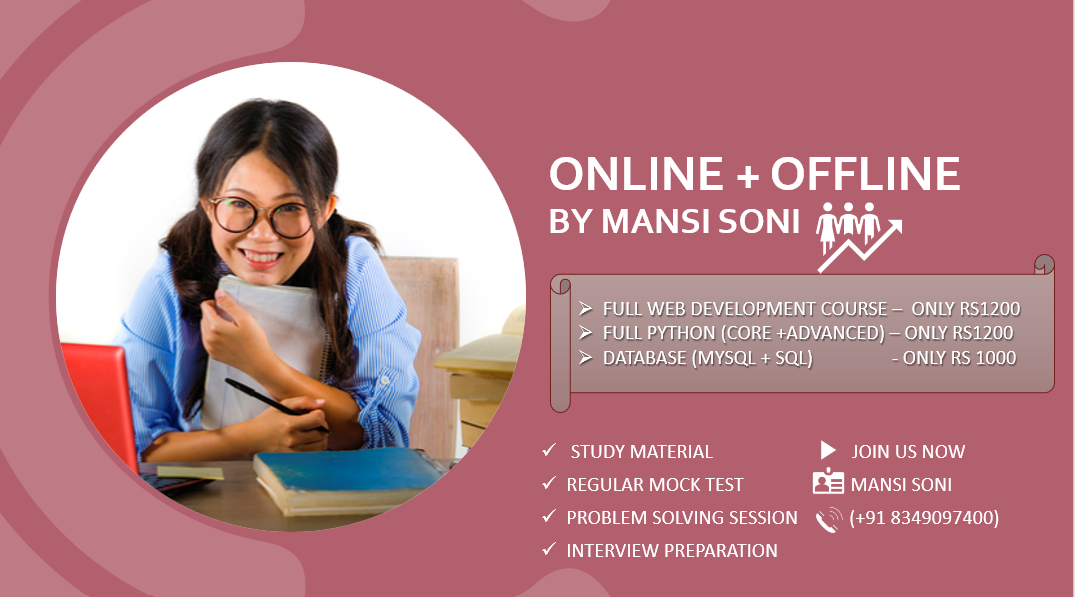 ONLINE + OFFLINE
BY MANSI SONI
FULL WEB DEVELOPMENT COURSE – ONLY RS1200
FULL PYTHON (CORE +ADVANCED) – ONLY RS1200
DATABASE (MYSQL + SQL) - ONLY RS 1000
STUDY MATERIAL
REGULAR MOCK TEST
PROBLEM SOLVING SESSION
INTERVIEW PREPARATION
JOIN US NOW
MANSI SONI
(+91 8349097400)